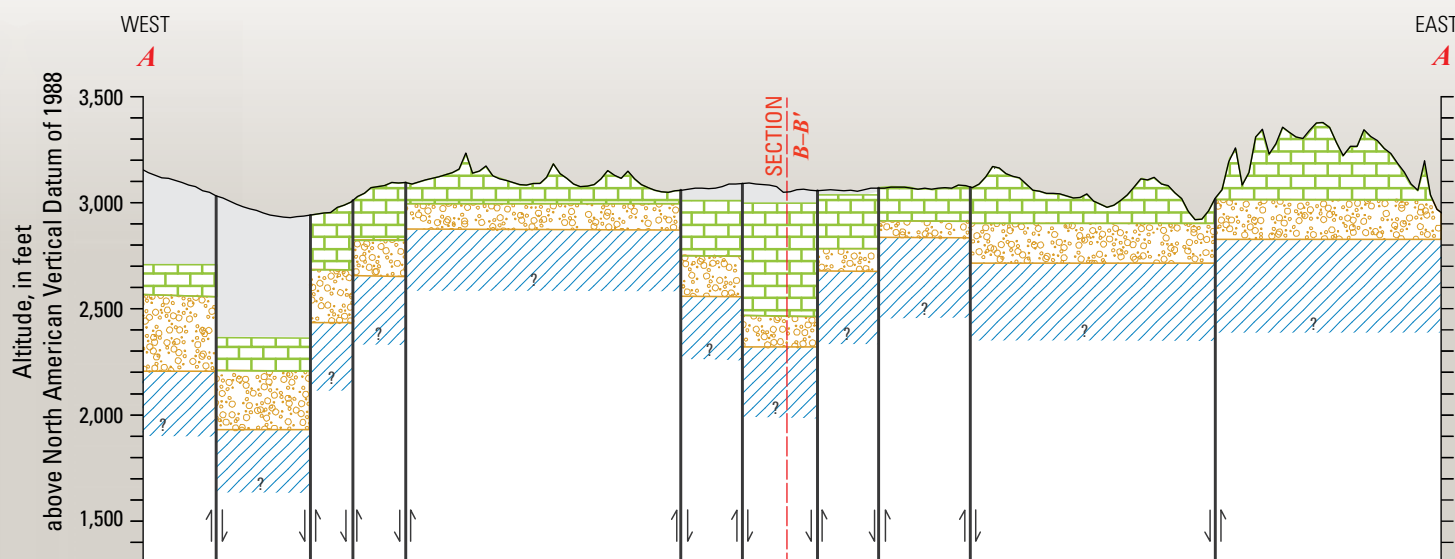 WEST
A
EAST
A
Altitude, in feet
above North American Vertical Datum of 1988
3,500
3,000
2,500
2,000
1,500
SECTION
B–B'
?
?
?
?
?
?
?
?
?
?
?